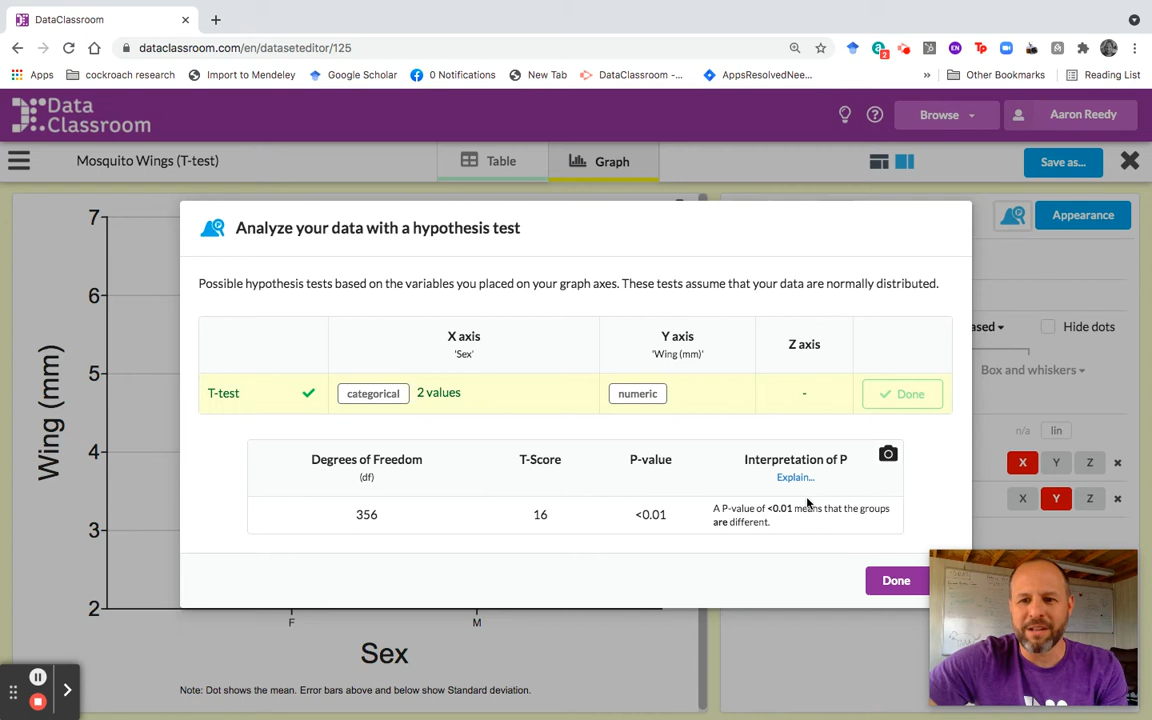 DataClassroom
dataclassroom.com/en/dataseteditor/125
2
EN
Tp
Apps
cockroach research
Import to Mendeley
Google Scholar
0 Notifications
New Tab
DataClassroom -...
AppsResolvedNee...
»
Other Bookmarks
Reading List
Data
Classroom
Browse
Aaron Reedy
Mosquito Wings (T-test)
Table
Graph
Save as...
Appearance
Analyze your data with a hypothesis test
Possible hypothesis tests based on the variables you placed on your graph axes. These tests assume that your data are normally distributed.
X axis
'Sex'
Y axis
'Wing (mm)'
Z axis
T-test
categorical
2 values
numeric
-
Done
Degrees of Freedom
(df)
T-Score
P-value
Interpretation of P
Explain...
356
16
<0.01
A P-value of <0.01 means that the groups
are different.
Done
ased
Hide dots
Box and whiskers
n/a
lin
X Y Z ×
X Y Z ×
7
6
5
4
3
2
Wing (mm)
F
M
Sex
Note: Dot shows the mean. Error bars above and below show Standard deviation.